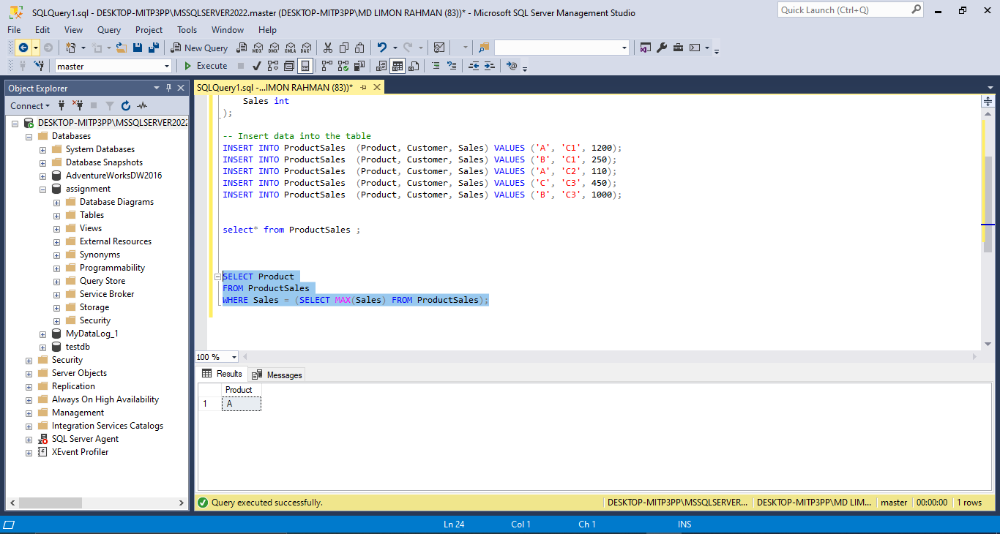 SQLQuery1.sql - DESKTOP-MITP3PP\MSSQLSERVER2022.master (DESKTOP-MITP3PP\MD LIMON RAHMAN (83))* - Microsoft SQL Server Management Studio
Quick Launch (Ctrl+Q)
File Edit View Query Project Tools Window Help
New Query MDX DMX XMLA DAX
master Execute
Object Explorer
SQLQuery1.sql -...IMON RAHMAN (83))*
Connect
DESKTOP-MITP3PP\MSSQLSERVER2022
Databases
System Databases
Database Snapshots
AdventureWorksDW2016
assignment
Database Diagrams
Tables
Views
External Resources
Synonyms
Programmability
Query Store
Service Broker
Storage
Security
MyDataLog_1
testdb
Security
Server Objects
Replication
Always On High Availability
Management
Integration Services Catalogs
SQL Server Agent
XEvent Profiler
Sales int
);
-- Insert data into the table
INSERT INTO ProductSales (Product, Customer, Sales) VALUES ('A', 'C1', 1200);
INSERT INTO ProductSales (Product, Customer, Sales) VALUES ('B', 'C1', 250);
INSERT INTO ProductSales (Product, Customer, Sales) VALUES ('A', 'C2', 110);
INSERT INTO ProductSales (Product, Customer, Sales) VALUES ('C', 'C3', 450);
INSERT INTO ProductSales (Product, Customer, Sales) VALUES ('B', 'C3', 1000);
select* from ProductSales ;
SELECT Product
FROM ProductSales
WHERE Sales = (SELECT MAX(Sales) FROM ProductSales);
100 %
Results Messages
Product
1 A
Query executed successfully.
DESKTOP-MITP3PP\MSSQLSERVER... DESKTOP-MITP3PP\MD LIM... master 00:00:00 1 rows
Ln 24 Col 1 Ch 1 INS